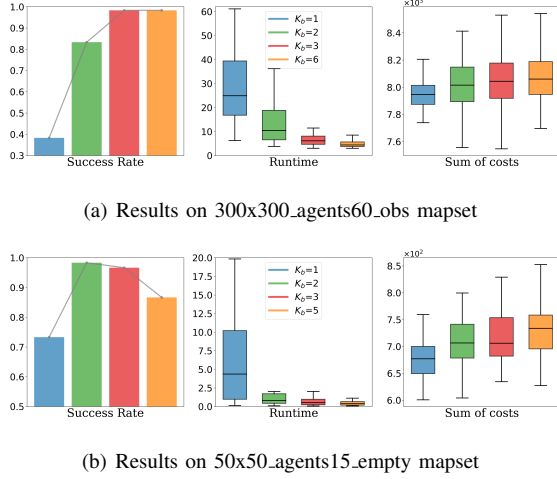 1.0
0.9
0.8
0.7
0.6
0.5
0.4
0.3
Success Rate
60
50
40
30
20
10
0
K_b=1
K_b=2
K_b=3
K_b=6
Runtime
×10³
8.4
8.2
8.0
7.8
7.6
Sum of costs
(a) Results on 300x300_agents60_obs mapset
1.0
0.9
0.8
0.7
0.6
0.5
Success Rate
20.0
17.5
15.0
12.5
10.0
7.5
5.0
2.5
0.0
K_b=1
K_b=2
K_b=3
K_b=5
Runtime
×10²
8.5
8.0
7.5
7.0
6.5
6.0
Sum of costs
(b) Results on 50x50_agents15_empty mapset